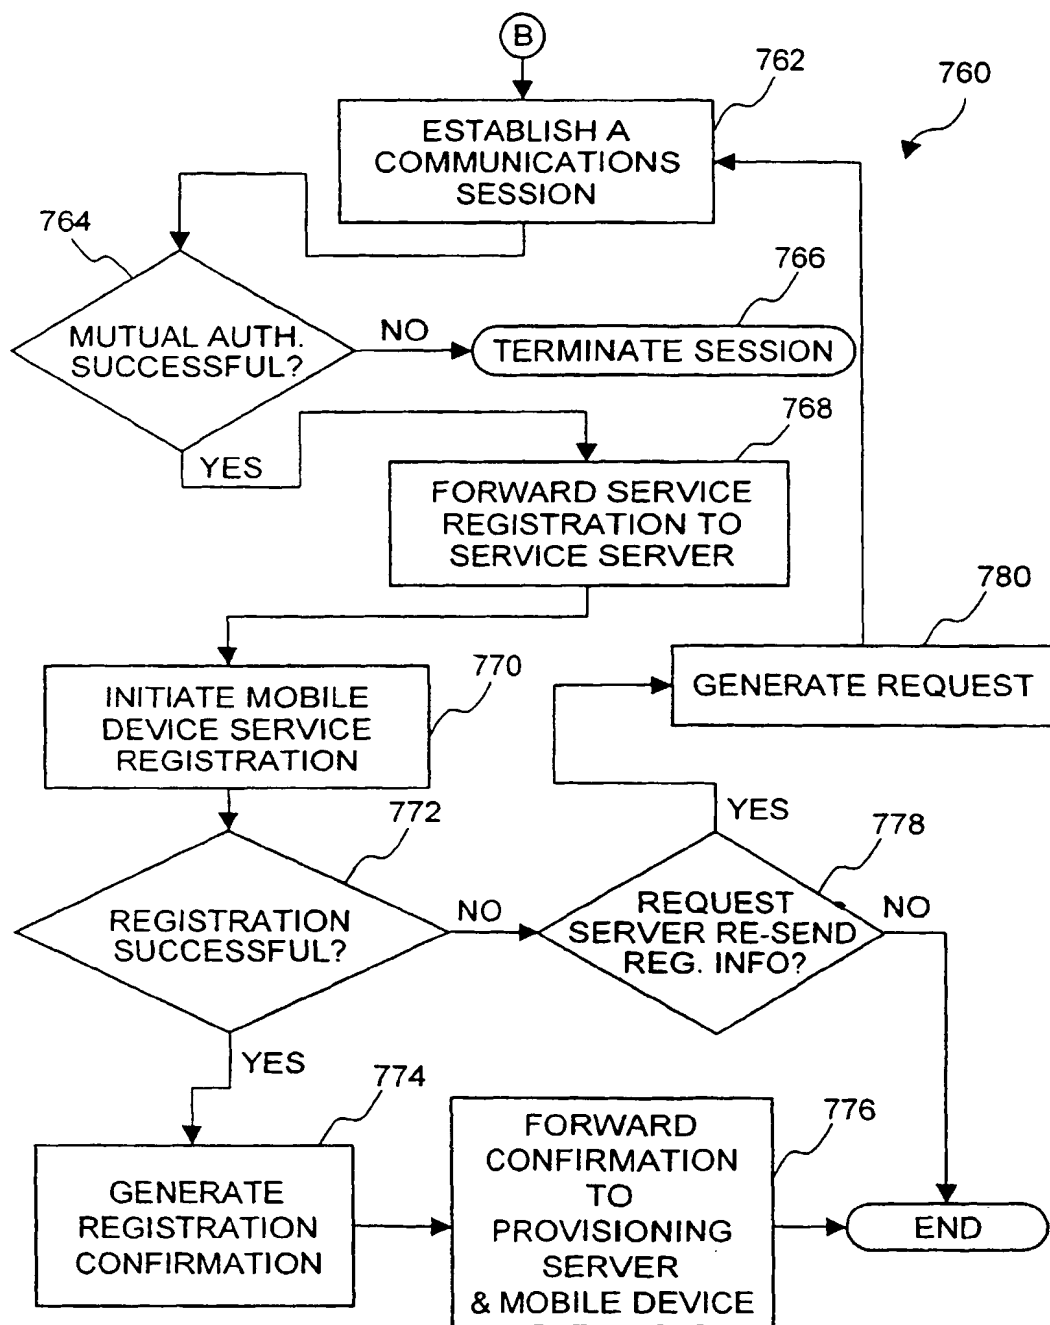 B
762
760
ESTABLISH A
COMMUNICATIONS
SESSION
764
766
MUTUAL AUTH.
SUCCESSFUL?
NO
TERMINATE SESSION
768
YES
FORWARD SERVICE
REGISTRATION TO
SERVICE SERVER
780
770
INITIATE MOBILE
DEVICE SERVICE
REGISTRATION
GENERATE REQUEST
772
YES
778
REGISTRATION
SUCCESSFUL?
NO
REQUEST
SERVER RE-SEND
REG. INFO?
NO
YES
774
776
GENERATE
REGISTRATION
CONFIRMATION
FORWARD
CONFIRMATION
TO
PROVISIONING
SERVER
& MOBILE DEVICE
END